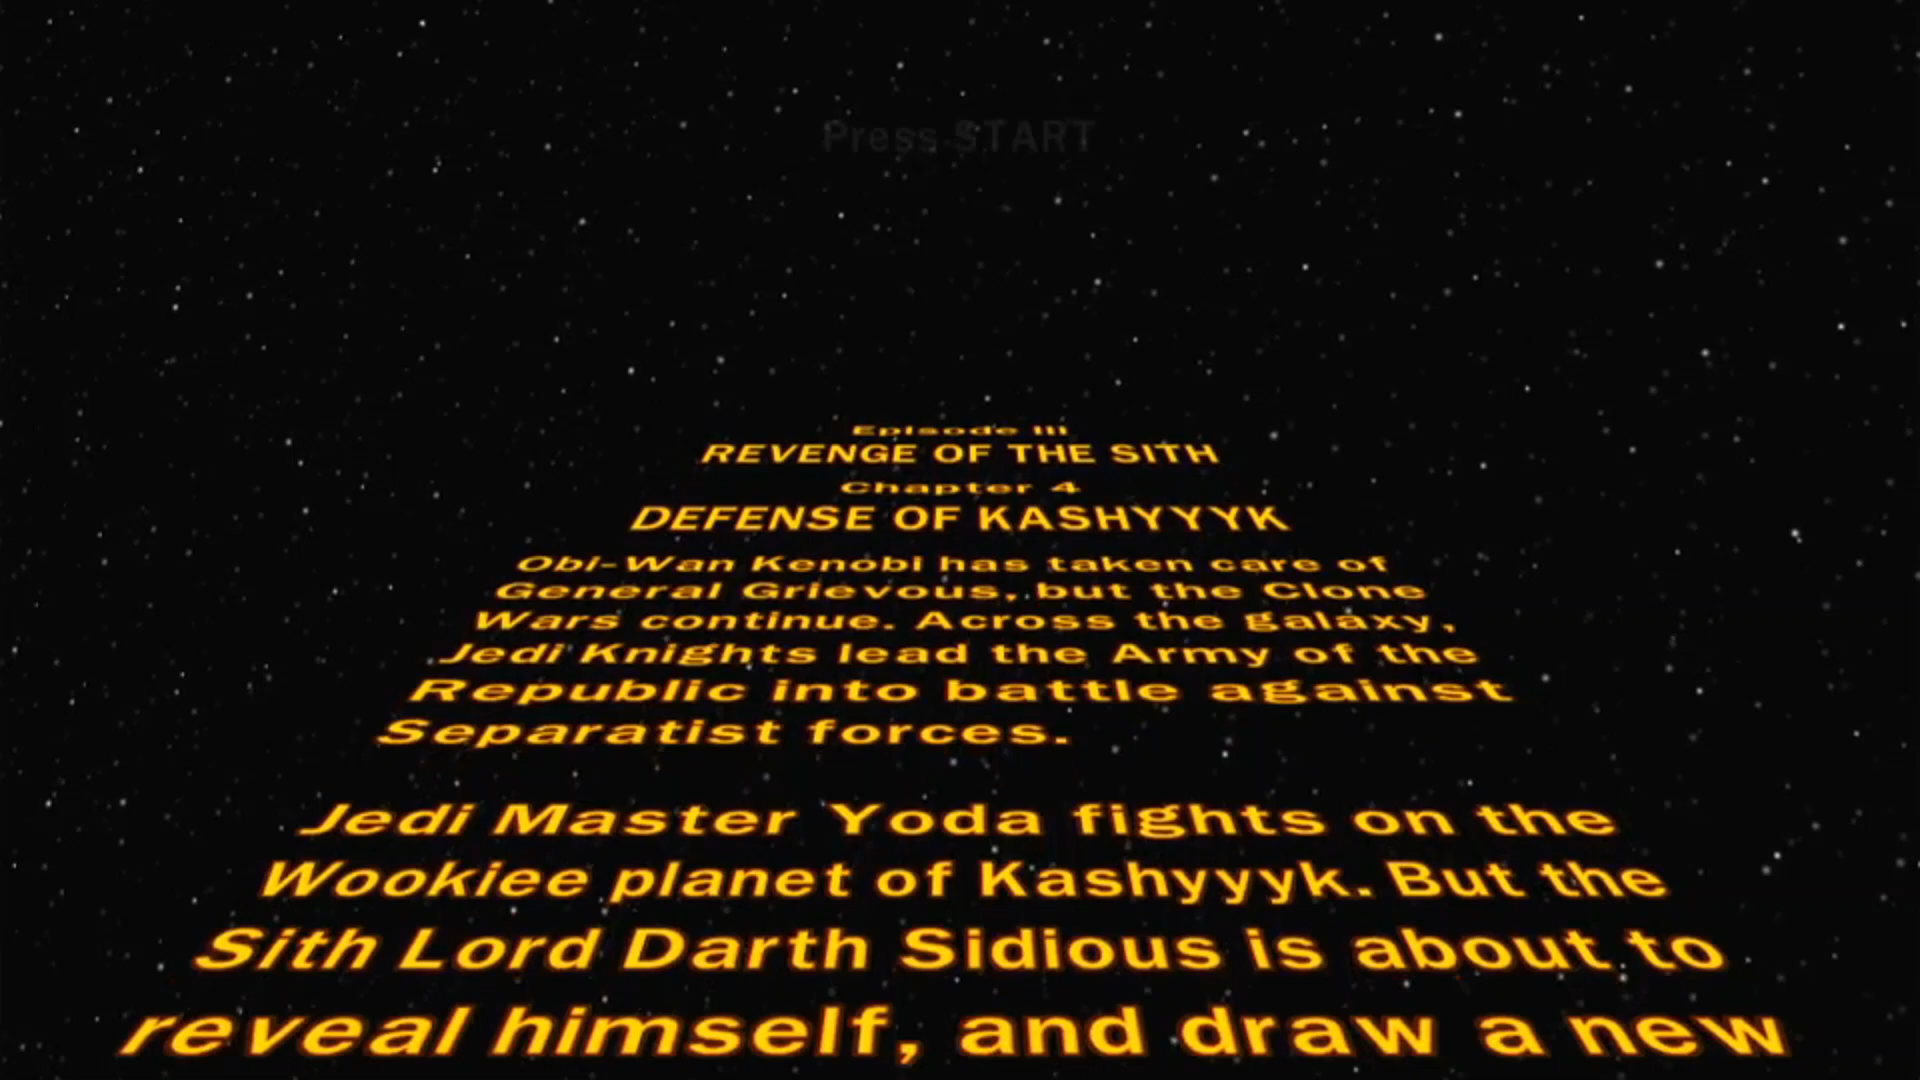 Press START
Episode III
REVENGE OF THE SITH
Chapter 4
DEFENSE OF KASHYYYK
Obi-Wan Kenobi has taken care of
General Grievous, but the Clone
Wars continue. Across the galaxy,
Jedi Knights lead the Army of the
Republic into battle against
Separatist forces.
Jedi Master Yoda fights on the
Wookiee planet of Kashyyyk. But the
Sith Lord Darth Sidious is about to
reveal himself, and draw a new